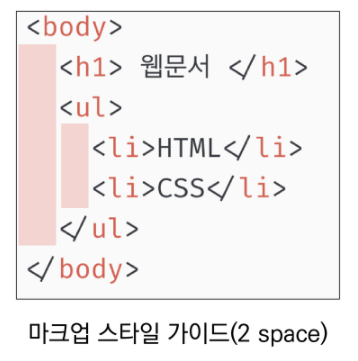 <body>
  <h1> 웹문서 </h1>
  <ul>
    <li>HTML</li>
    <li>CSS</li>
  </ul>
</body>
마크업 스타일 가이드(2 space)